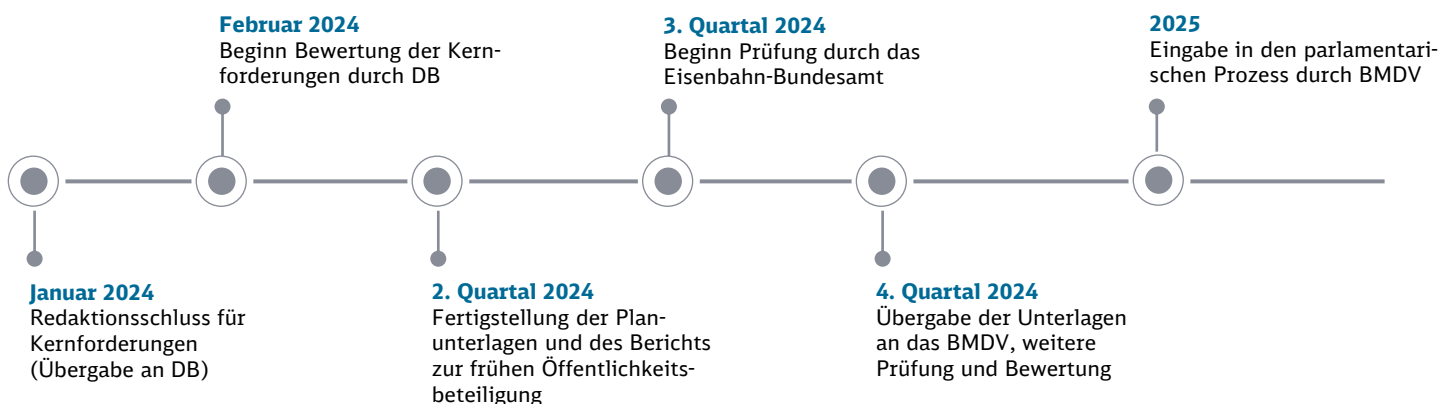 Februar 2024
Beginn Bewertung der Kern-
forderungen durch DB
3. Quartal 2024
Beginn Prüfung durch das
Eisenbahn-Bundesamt
2025
Eingabe in den parlamentari-
schen Prozess durch BMDV
Januar 2024
Redaktionsschluss für
Kernforderungen
(Übergabe an DB)
2. Quartal 2024
Fertigstellung der Plan-
unterlagen und des Berichts
zur frühen Öffentlichkeits-
beteiligung
4. Quartal 2024
Übergabe der Unterlagen
an das BMDV, weitere
Prüfung und Bewertung